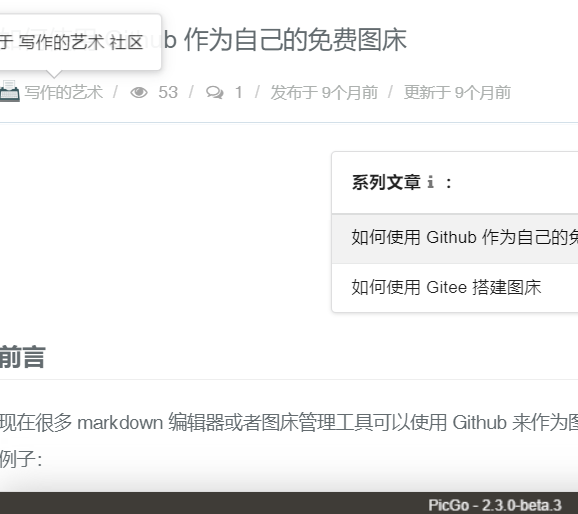 b 作为自己的免费图床
于 写作的艺术 社区
写作的艺术 / 53 / 1 / 发布于 9个月前 / 更新于 9个月前
系列文章 ：
如何使用 Github 作为自己的免
如何使用 Gitee 搭建图床
前言
现在很多 markdown 编辑器或者图床管理工具可以使用 Github 来作为图
例子：
PicGo - 2.3.0-beta.3